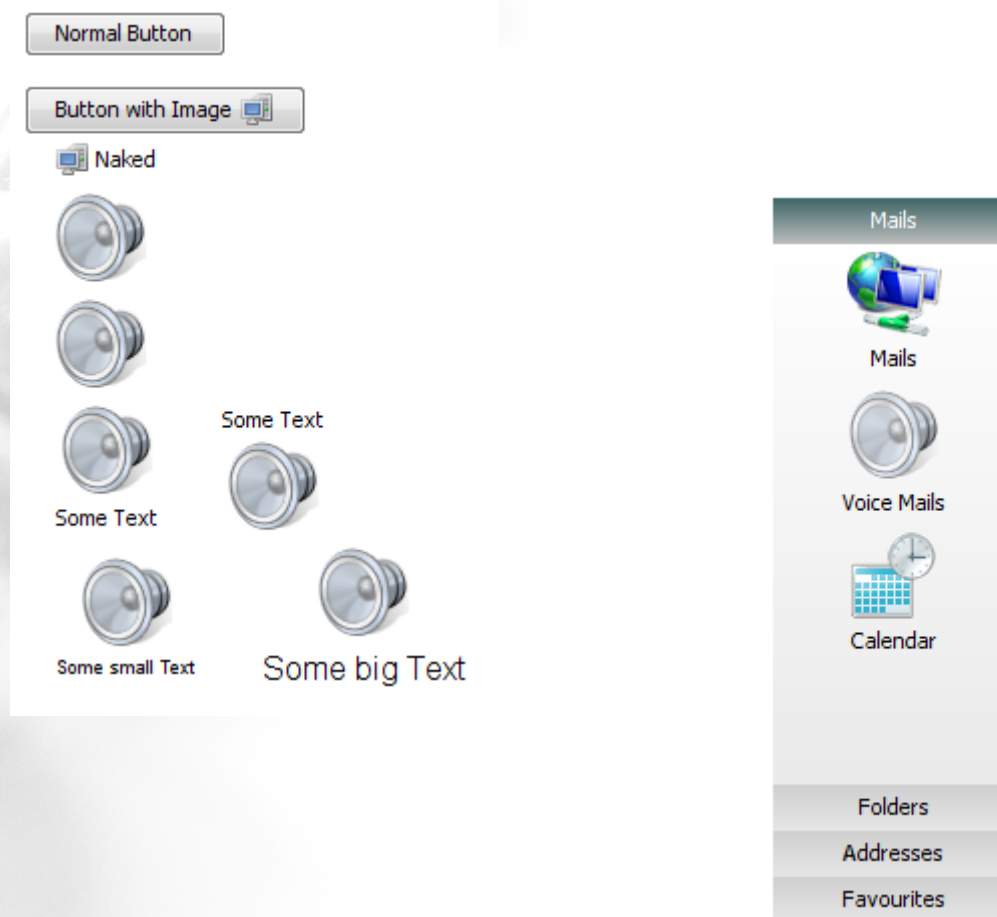 Normal Button
Button with Image
Naked
Some Text
Some Text
Some small Text
Some big Text
Mails
Mails
Voice Mails
Calendar
Folders
Addresses
Favourites